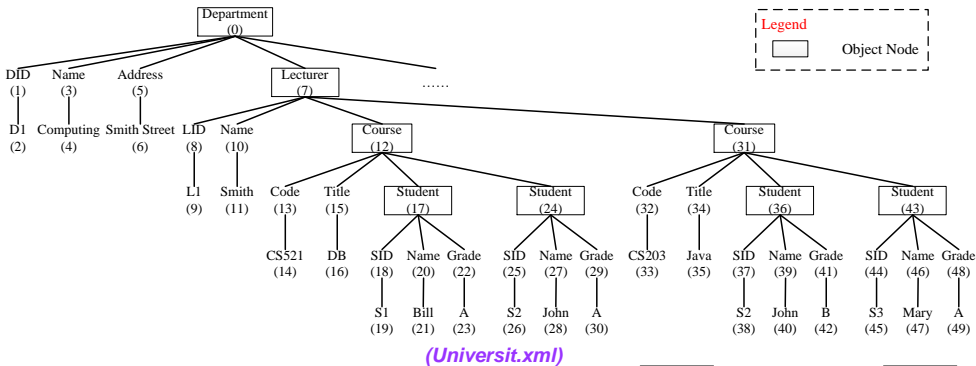 Department
(0)
Legend
Object Node
DID Name Address Lecturer
(1) (3) (5) (7) ......
D1 Computing Smith Street LID Name Course Course
(2) (4) (6) (8) (10) (12) (31)
L1 Smith Code Title Student Student Code Title Student Student
(9) (11) (13) (15) (17) (24) (32) (34) (36) (43)
CS521 DB SID Name Grade SID Name Grade CS203 Java SID Name Grade SID Name Grade
(14) (16) (18) (20) (22) (25) (27) (29) (33) (35) (37) (39) (41) (44) (46) (48)
S1 Bill A S2 John A S2 John B S3 Mary A
(19) (21) (23) (26) (28) (30) (38) (40) (42) (45) (47) (49)
(Universit.xml)